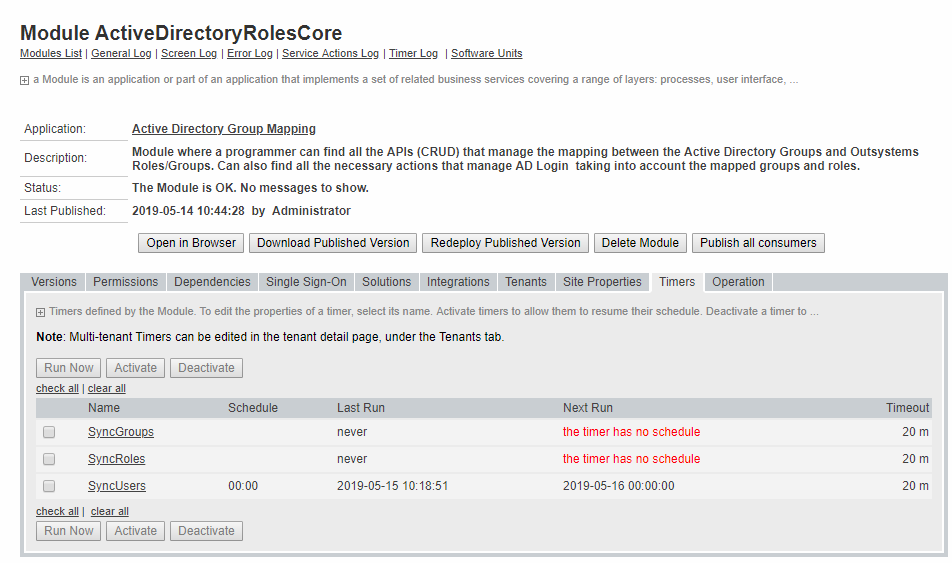 Module ActiveDirectoryRolesCore
Modules List | General Log | Screen Log | Error Log | Service Actions Log | Timer Log | Software Units
a Module is an application or part of an application that implements a set of related business services covering a range of layers: processes, user interface, ...
Application: Active Directory Group Mapping
Description: Module where a programmer can find all the APIs (CRUD) that manage the mapping between the Active Directory Groups and Outsystems
Roles/Groups. Can also find all the necessary actions that manage AD Login taking into account the mapped groups and roles.
Status: The Module is OK. No messages to show.
Last Published: 2019-05-14 10:44:28 by Administrator
Open in Browser Download Published Version Redeploy Published Version Delete Module Publish all consumers
Versions Permissions Dependencies Single Sign-On Solutions Integrations Tenants Site Properties Timers Operation
Timers defined by the Module. To edit the properties of a timer, select its name. Activate timers to allow them to resume their schedule. Deactivate a timer to ...
Note: Multi-tenant Timers can be edited in the tenant detail page, under the Tenants tab.
Run Now Activate Deactivate
check all | clear all
Name Schedule Last Run Next Run Timeout
SyncGroups never the timer has no schedule 20 m
SyncRoles never the timer has no schedule 20 m
SyncUsers 00:00 2019-05-15 10:18:51 2019-05-16 00:00:00 20 m
check all | clear all
Run Now Activate Deactivate